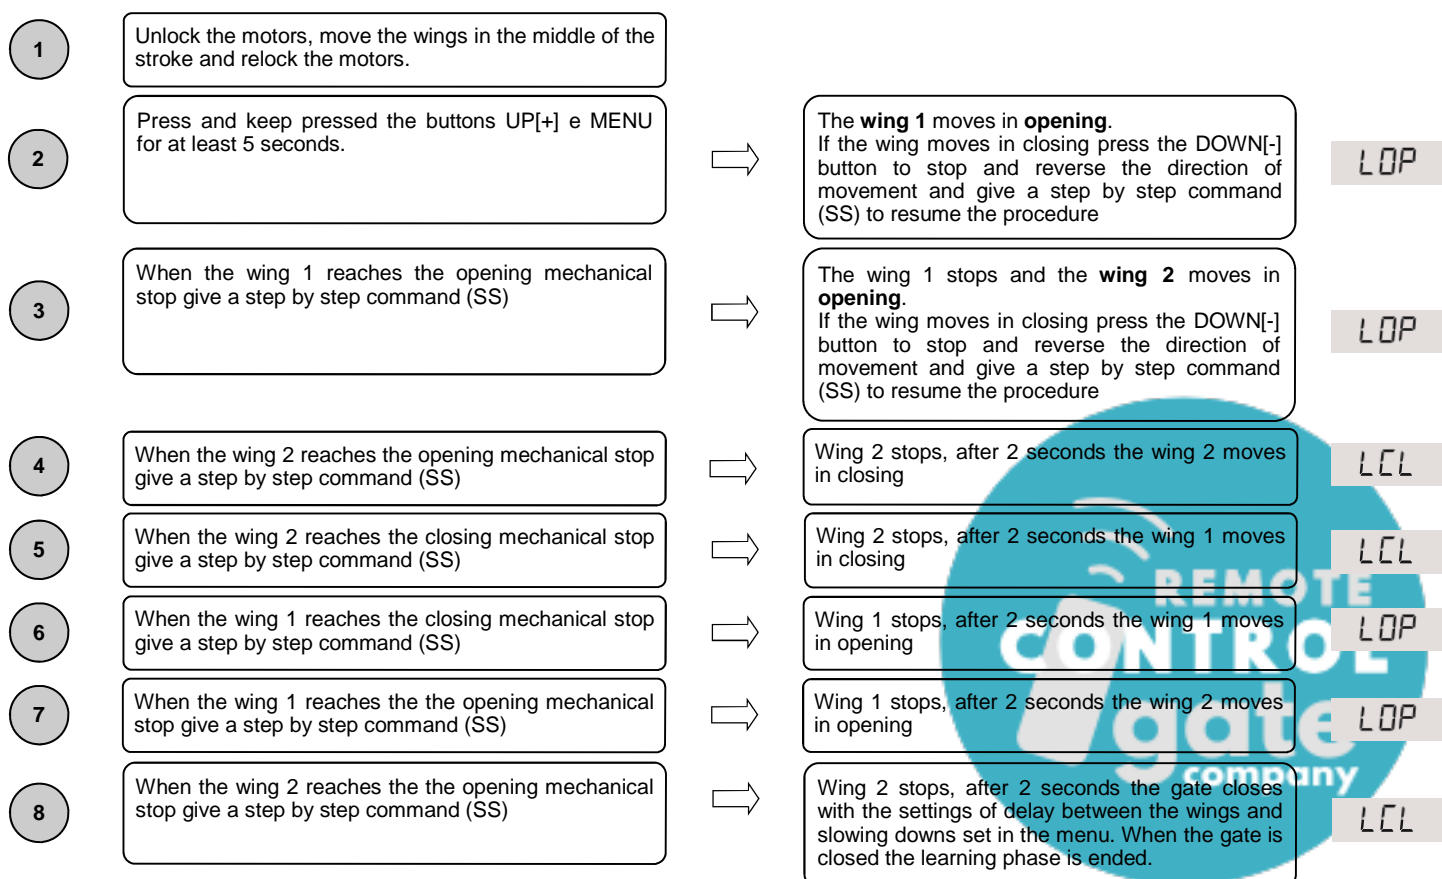 1
Unlock the motors, move the wings in the middle of the
stroke and relock the motors.
2
Press and keep pressed the buttons UP[+] e MENU
for at least 5 seconds.
The wing 1 moves in opening.
If the wing moves in closing press the DOWN[-]
button to stop and reverse the direction of
movement and give a step by step command
(SS) to resume the procedure
LOP
3
When the wing 1 reaches the opening mechanical
stop give a step by step command (SS)
The wing 1 stops and the wing 2 moves in
opening.
If the wing moves in closing press the DOWN[-]
button to stop and reverse the direction of
movement and give a step by step command
(SS) to resume the procedure
LOP
4
When the wing 2 reaches the opening mechanical stop
give a step by step command (SS)
Wing 2 stops, after 2 seconds the wing 2 moves
in closing
LCL
5
When the wing 2 reaches the closing mechanical stop
give a step by step command (SS)
Wing 2 stops, after 2 seconds the wing 1 moves
in closing
LCL
6
When the wing 1 reaches the closing mechanical stop
give a step by step command (SS)
Wing 1 stops, after 2 seconds the wing 1 moves
in opening
LOP
7
When the wing 1 reaches the the opening mechanical
stop give a step by step command (SS)
Wing 1 stops, after 2 seconds the wing 2 moves
in opening
LOP
8
When the wing 2 reaches the the opening mechanical
stop give a step by step command (SS)
Wing 2 stops, after 2 seconds the gate closes
with the settings of delay between the wings and
slowing downs set in the menu. When the gate is
closed the learning phase is ended.
LCL
REMOTE
CONTROL
gate
company